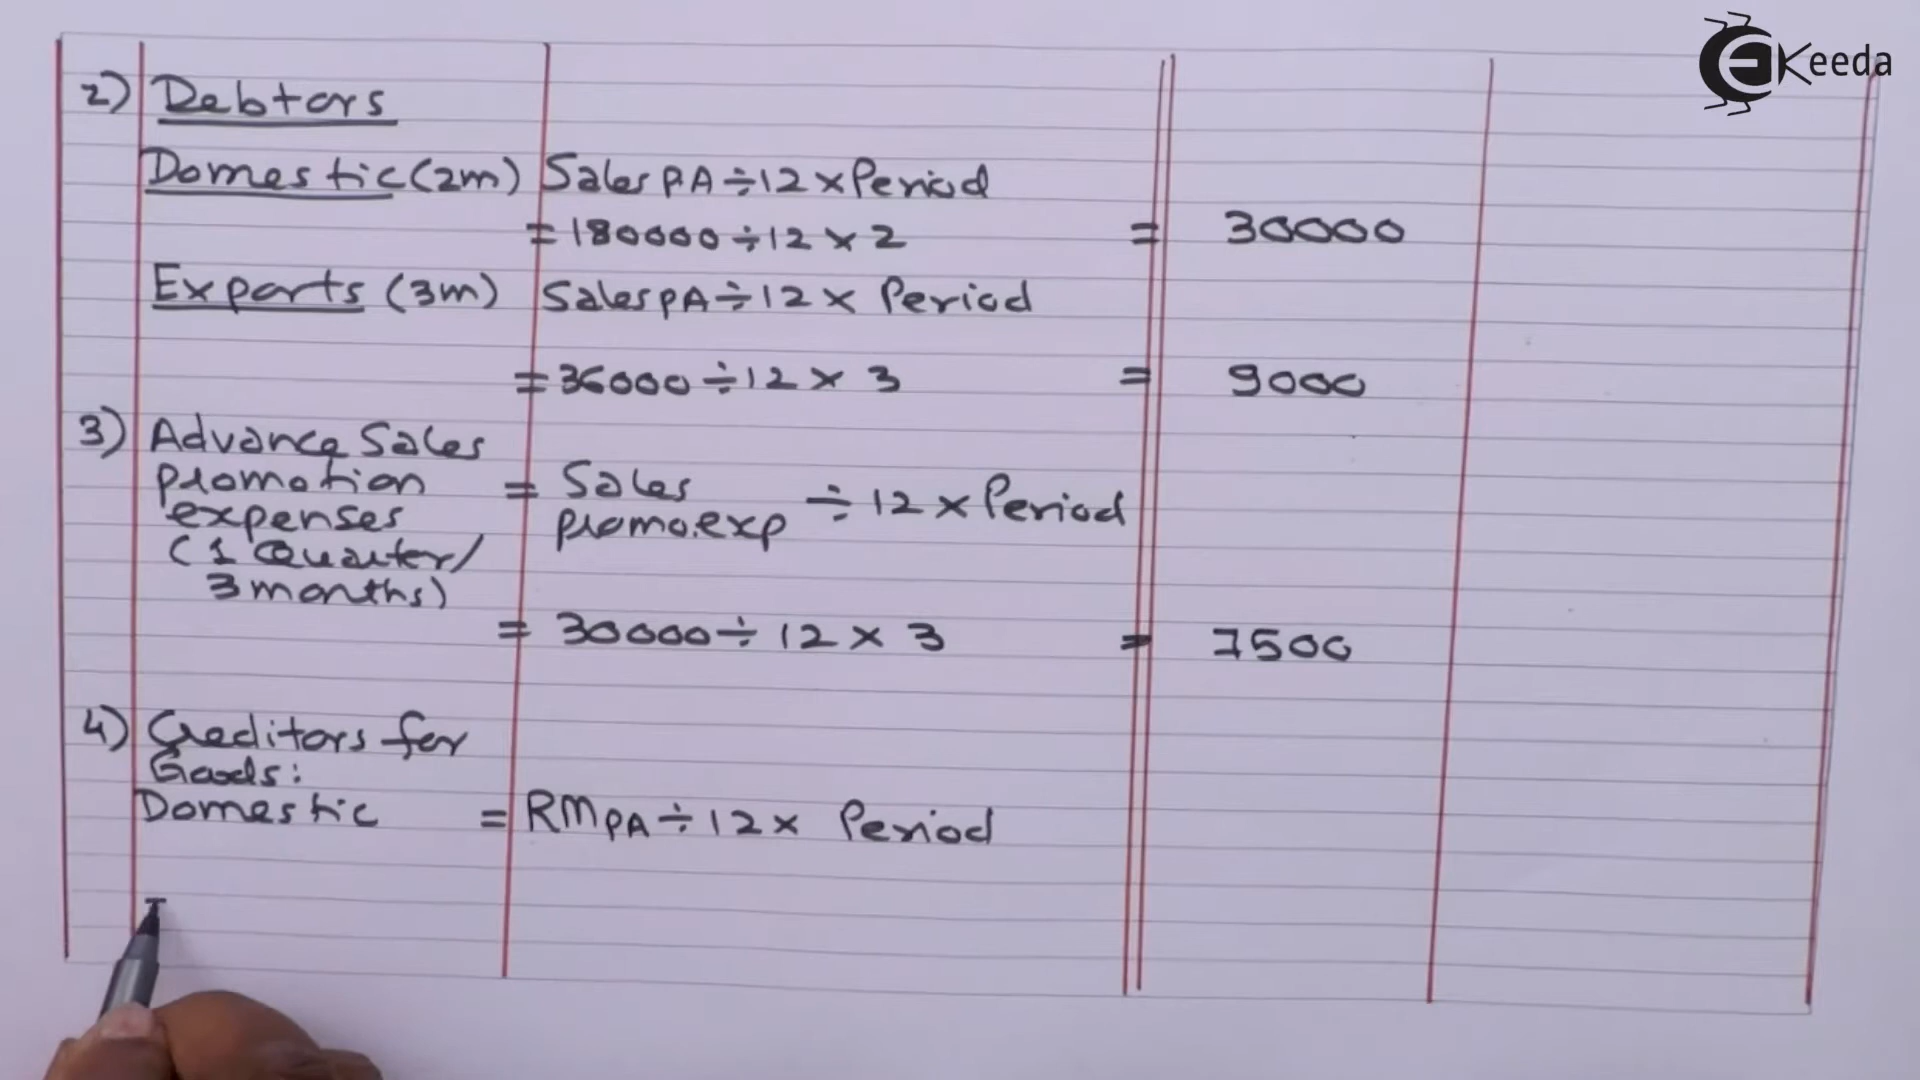 EKeeda
2) Debtors
Domestic (2m) Sales PA ÷ 12 x Period
= 180000 ÷ 12 x 2 = 30000
Exports (3m) Sales PA ÷ 12 x Period
= 36000 ÷ 12 x 3 = 9000
3) Advance Sales
promotion = Sales ÷ 12 x Period
expenses promo.exp
(1 Quarter/
3 months)
= 30000 ÷ 12 x 3 = 7500
4) Creditors for
Goods:
Domestic = RM PA ÷ 12 x Period